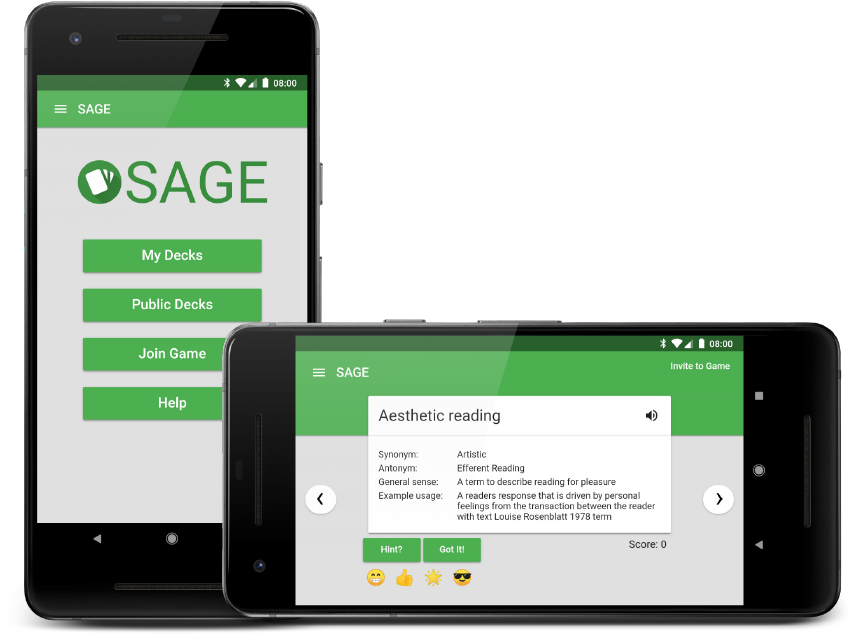 08:00
SAGE
SAGE
My Decks
Public Decks
Join Game
Help
08:00
SAGE
Invite to Game
Aesthetic reading
Synonym: Artistic
Antonym: Efferent Reading
General sense: A term to describe reading for pleasure
Example usage: A readers response that is driven by personal
feelings from the transaction between the reader
with text Louise Rosenblatt 1978 term
Hint? Got It! Score: 0